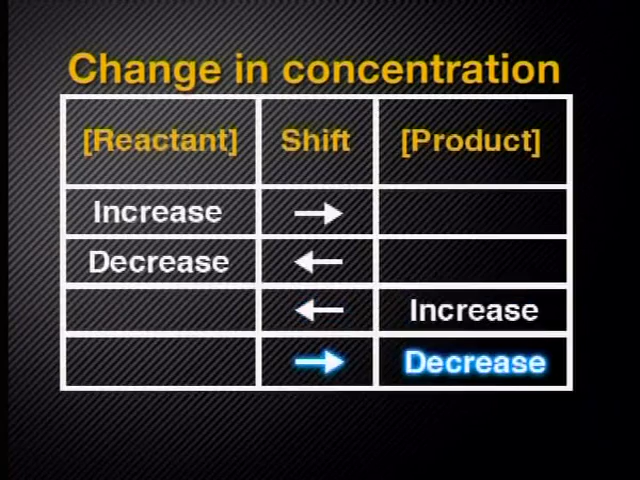 Change in concentration
[Reactant] Shift [Product]
Increase →
Decrease ←
← Increase
→ Decrease